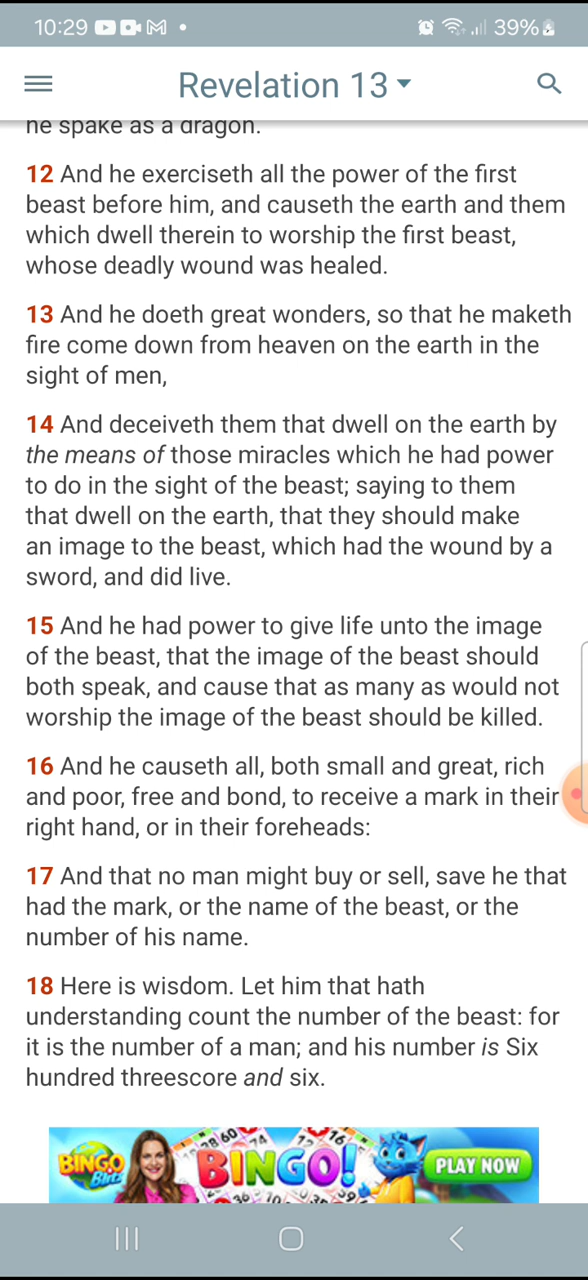 10:29
39%
Revelation 13
he spake as a dragon.
12 And he exerciseth all the power of the first
beast before him, and causeth the earth and them
which dwell therein to worship the first beast,
whose deadly wound was healed.
13 And he doeth great wonders, so that he maketh
fire come down from heaven on the earth in the
sight of men,
14 And deceiveth them that dwell on the earth by
the means of those miracles which he had power
to do in the sight of the beast; saying to them
that dwell on the earth, that they should make
an image to the beast, which had the wound by a
sword, and did live.
15 And he had power to give life unto the image
of the beast, that the image of the beast should
both speak, and cause that as many as would not
worship the image of the beast should be killed.
16 And he causeth all, both small and great, rich
and poor, free and bond, to receive a mark in their
right hand, or in their foreheads:
17 And that no man might buy or sell, save he that
had the mark, or the name of the beast, or the
number of his name.
18 Here is wisdom. Let him that hath
understanding count the number of the beast: for
it is the number of a man; and his number is Six
hundred threescore and six.
BINGO
Blitz
BINGO!
PLAY NOW